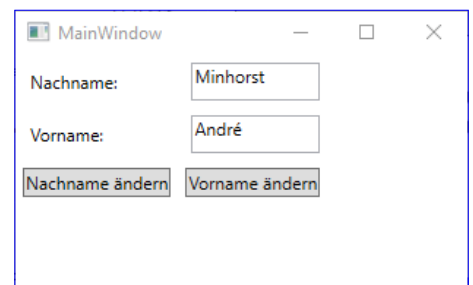 MainWindow
Nachname: Minhorst
Vorname: André
Nachname ändern Vorname ändern